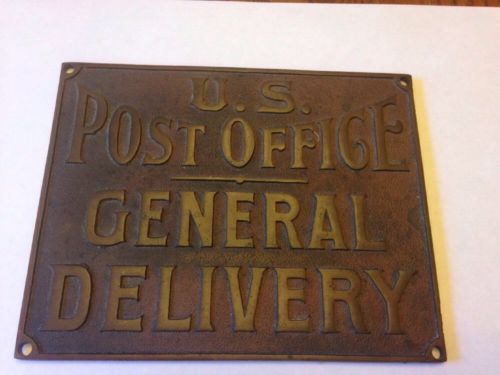 U.S.
POST OFFICE
GENERAL
DELIVERY